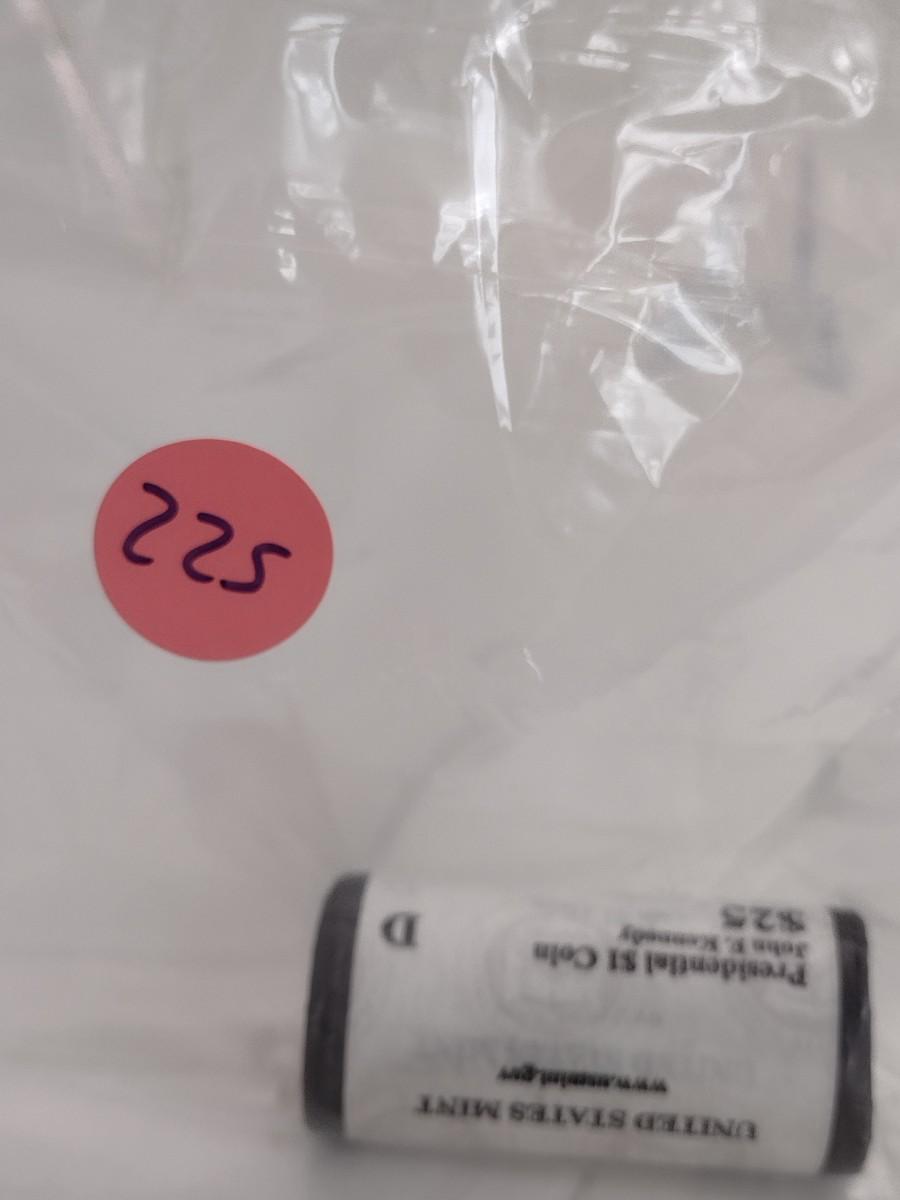 225
UNITED STATES MINT
www.usmint.gov
Presidential $1 Coin
John F. Kennedy
$25
D